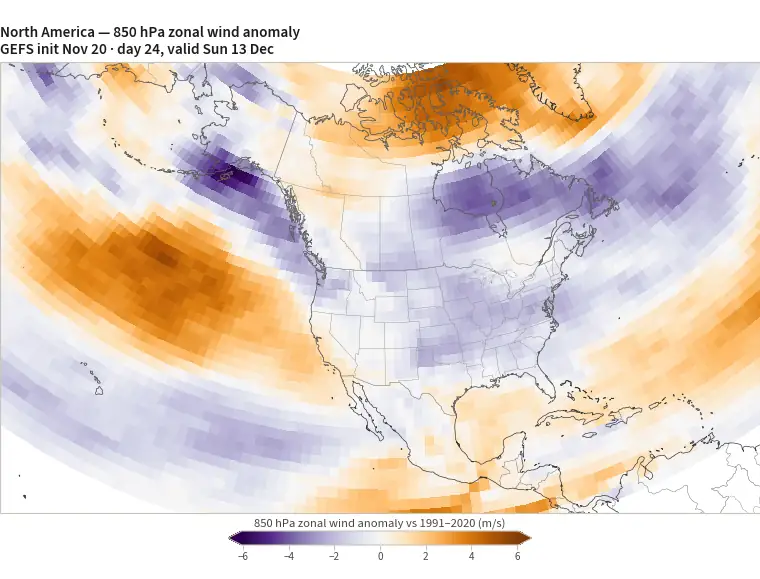 North America — 850 hPa zonal wind anomaly
GEFS init Nov 20 · day 24, valid Sun 13 Dec
850 hPa zonal wind anomaly vs 1991–2020 (m/s)
−6 −4 −2 0 2 4 6